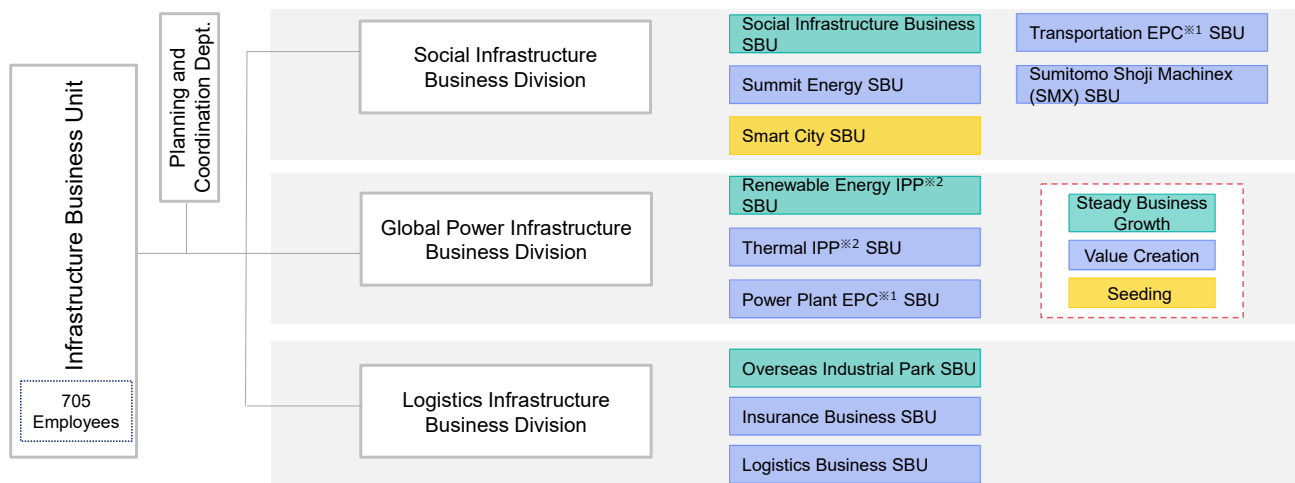 Infrastructure Business Unit
705
Employees
Planning and
Coordination Dept.
Social Infrastructure
Business Division
Social Infrastructure Business
SBU
Summit Energy SBU
Smart City SBU
Transportation EPC※1 SBU
Sumitomo Shoji Machinex
(SMX) SBU
Global Power Infrastructure
Business Division
Renewable Energy IPP※2
SBU
Thermal IPP※2 SBU
Power Plant EPC※1 SBU
Steady Business
Growth
Value Creation
Seeding
Logistics Infrastructure
Business Division
Overseas Industrial Park SBU
Insurance Business SBU
Logistics Business SBU